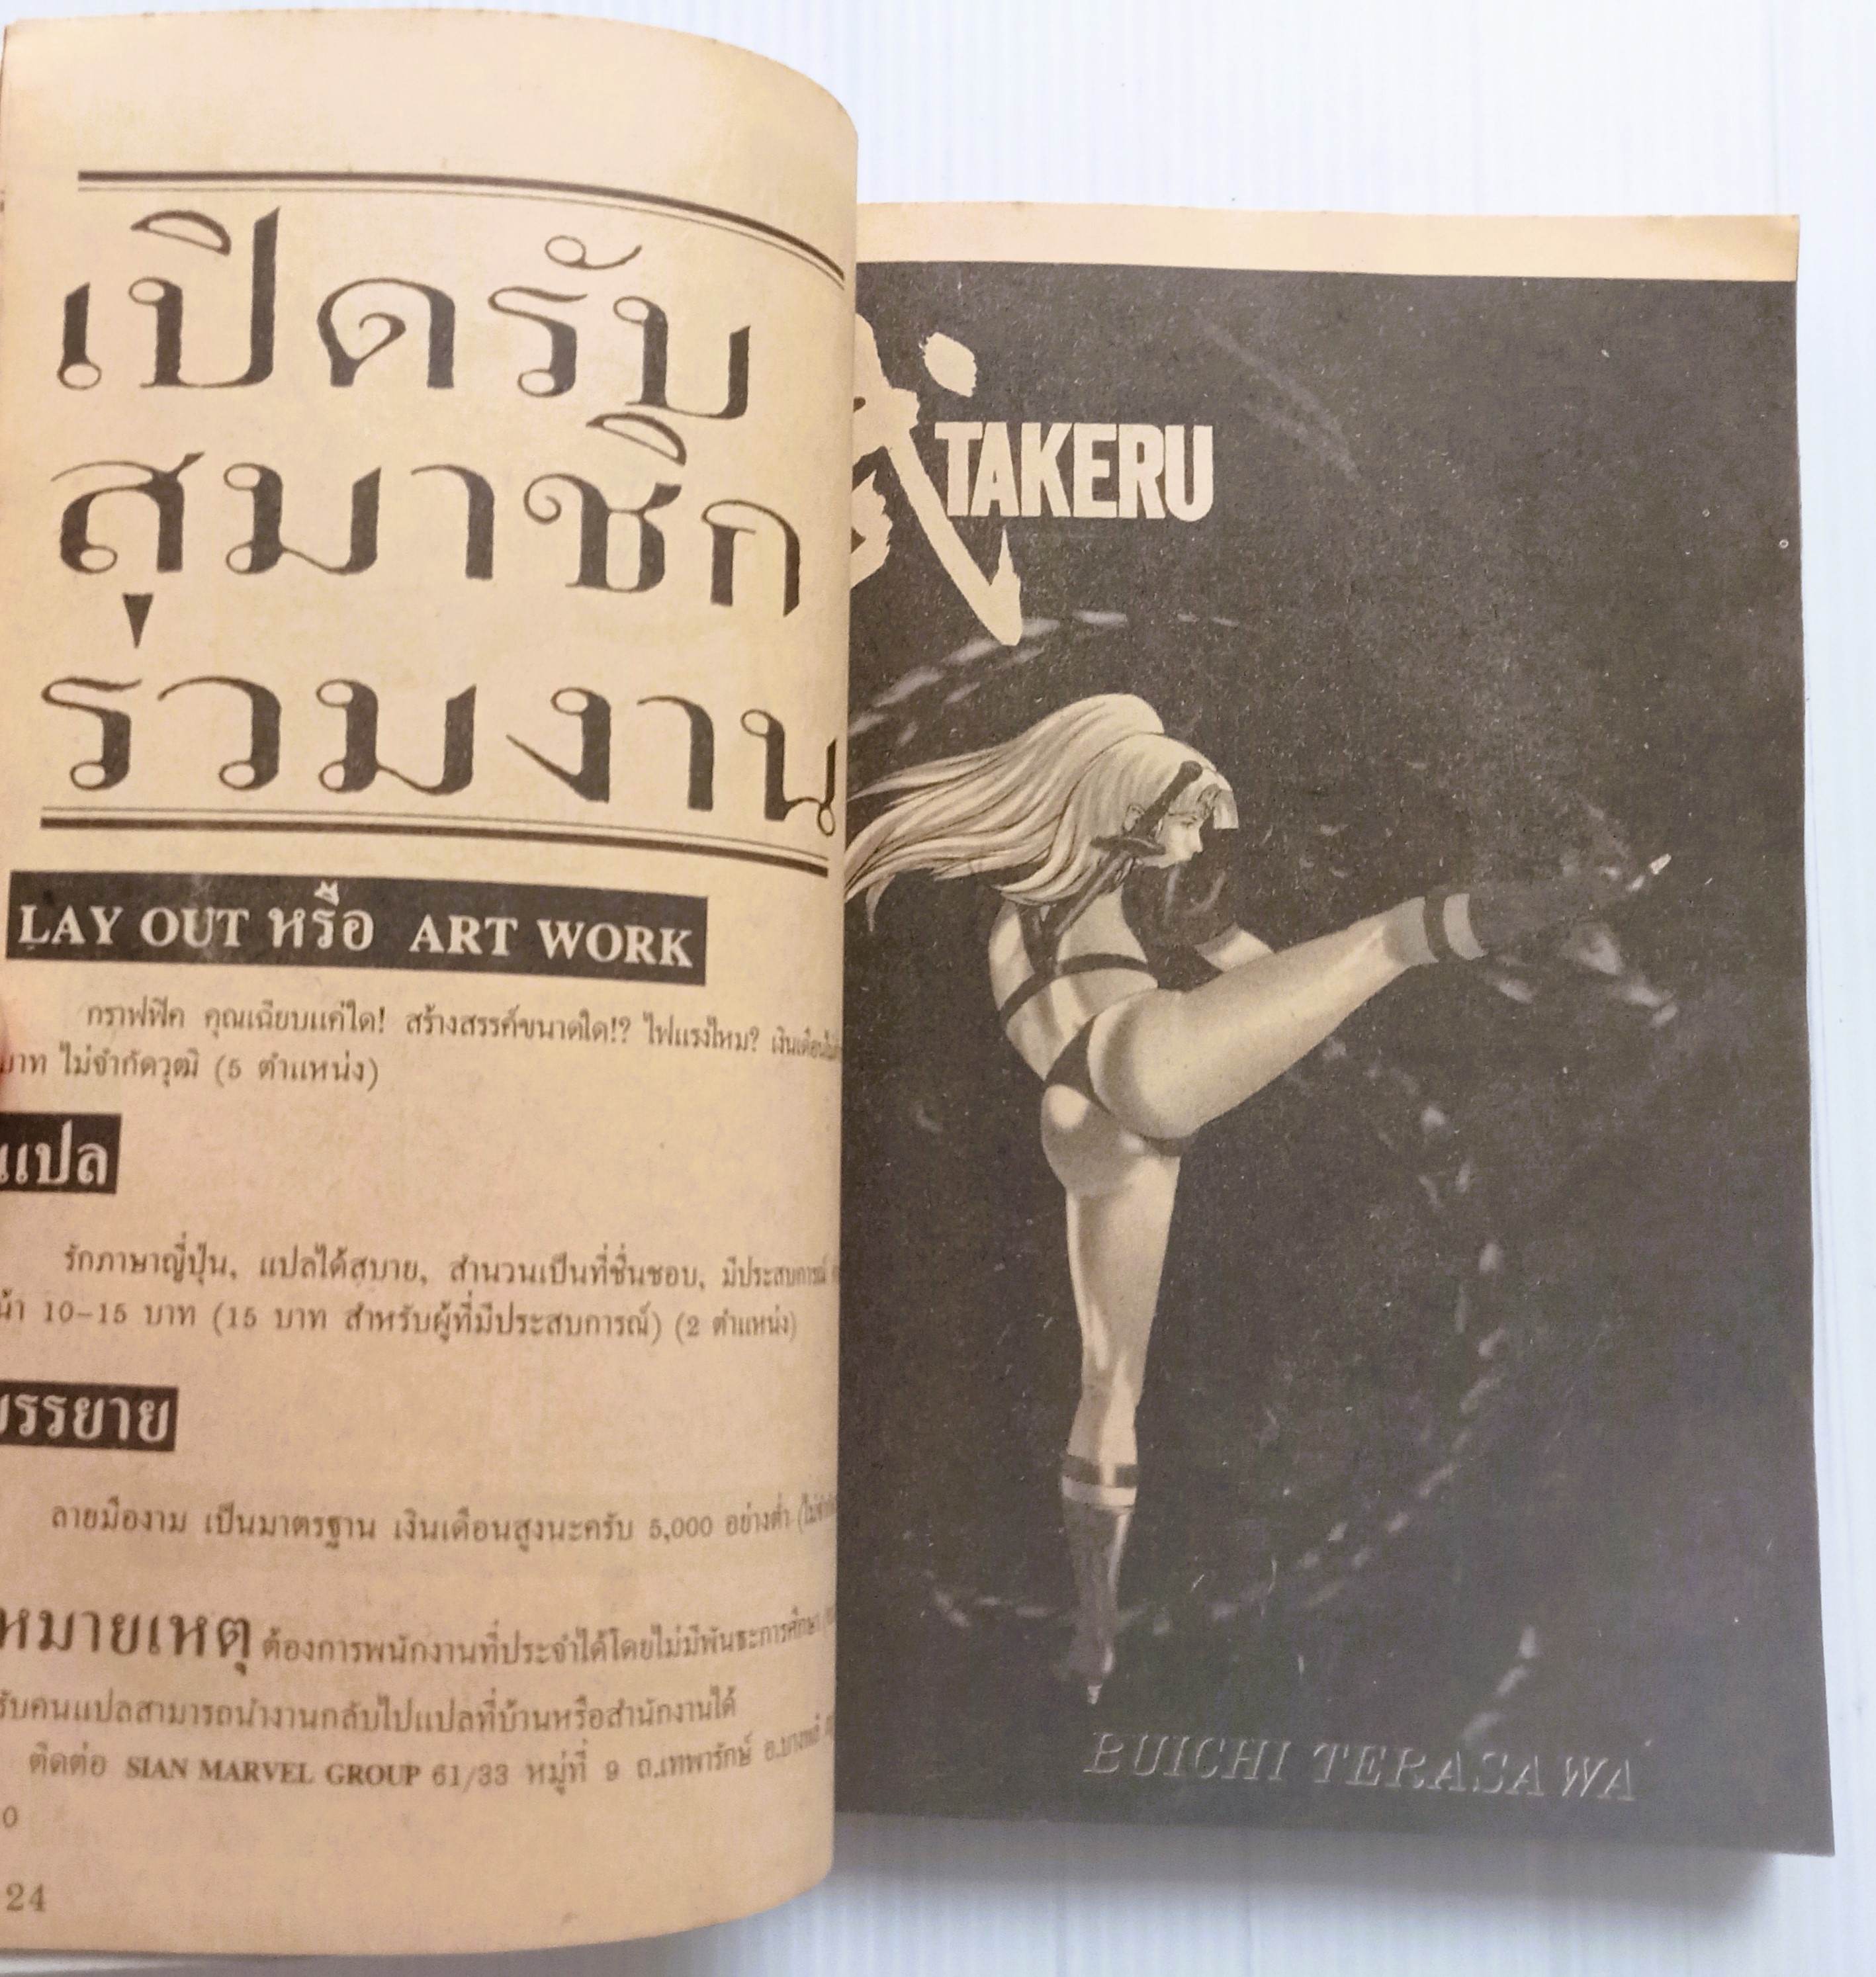 เปิดรับ
สมาชิก
ร่วมงาน
LAY OUT หรือ ART WORK
กราฟฟิค คุณเฉียบแค่ใด! สร้างสรรค์ขนาดใด!? ไฟแรงไหม?
บาท ไม่จำกัดวุฒิ (5 ตำแหน่ง)
แปล
รักภาษาญี่ปุ่น, แปลได้สบาย, สำนวนเป็นที่ชื่นชอบ, มีประสบการณ์
10-15 บาท (15 บาท สำหรับผู้ที่มีประสบการณ์) (2 ตำแหน่ง)
บรรยาย
ลายมืองาม เป็นมาตรฐาน เงินเดือนสูงนะครับ 5,000 อย่างต่ำ
หมายเหตุ ต้องการพนักงานที่ประจำได้โดยไม่มีพันธะการศึกษา
รับคนแปลสามารถนำงานกลับไปแปลที่บ้านหรือสำนักงานได้
ติดต่อ SIAN MARVEL GROUP 61/33 หมู่ที่ 9 ถ.เทพารักษ์ อ.บางพลี
0
24
TAKERU
BUICHI TERASAWA